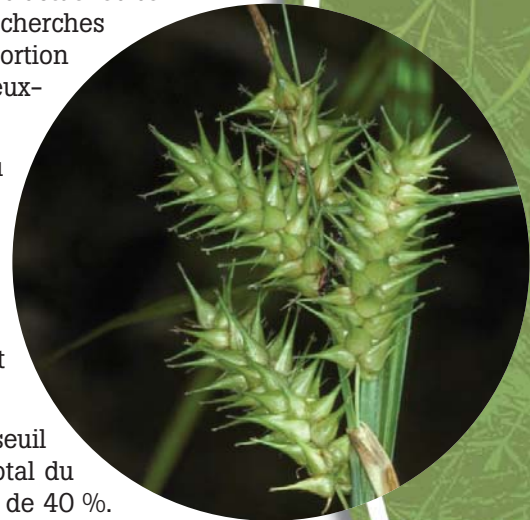 cherches
ortion
eux-
t
seuil
otal du
de 40 %.